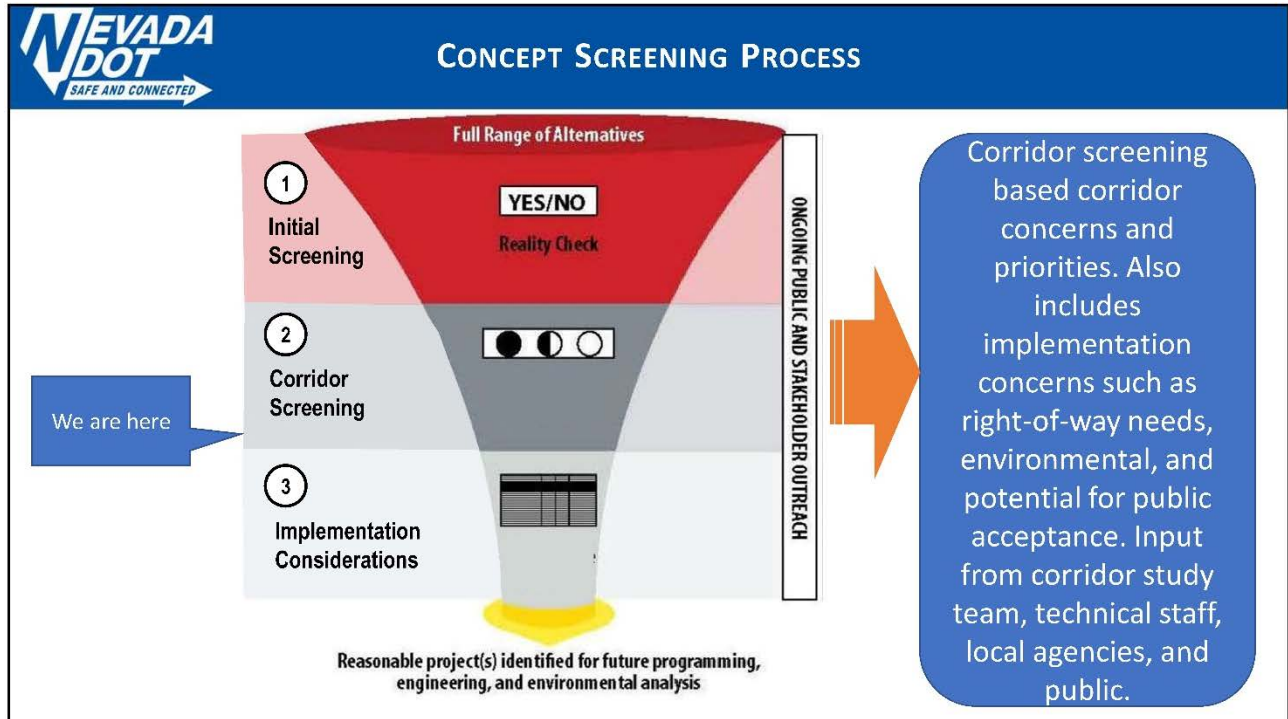 NEVADA
DOT
SAFE AND CONNECTED
CONCEPT SCREENING PROCESS
Full Range of Alternatives
1
Initial
Screening
YES/NO
Reality Check
2
Corridor
Screening
We are here
3
Implementation
Considerations
ONGOING PUBLIC AND STAKEHOLDER OUTREACH
Reasonable project(s) identified for future programming,
engineering, and environmental analysis
Corridor screening
based corridor
concerns and
priorities. Also
includes
implementation
concerns such as
right-of-way needs,
environmental, and
potential for public
acceptance. Input
from corridor study
team, technical staff,
local agencies, and
public.